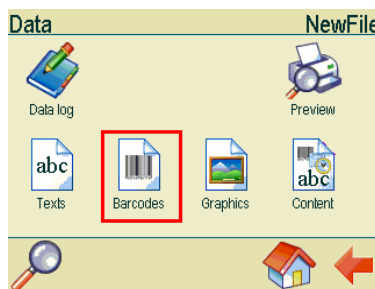 Data NewFile
Data log Preview
abc abc
Texts Barcodes Graphics Content